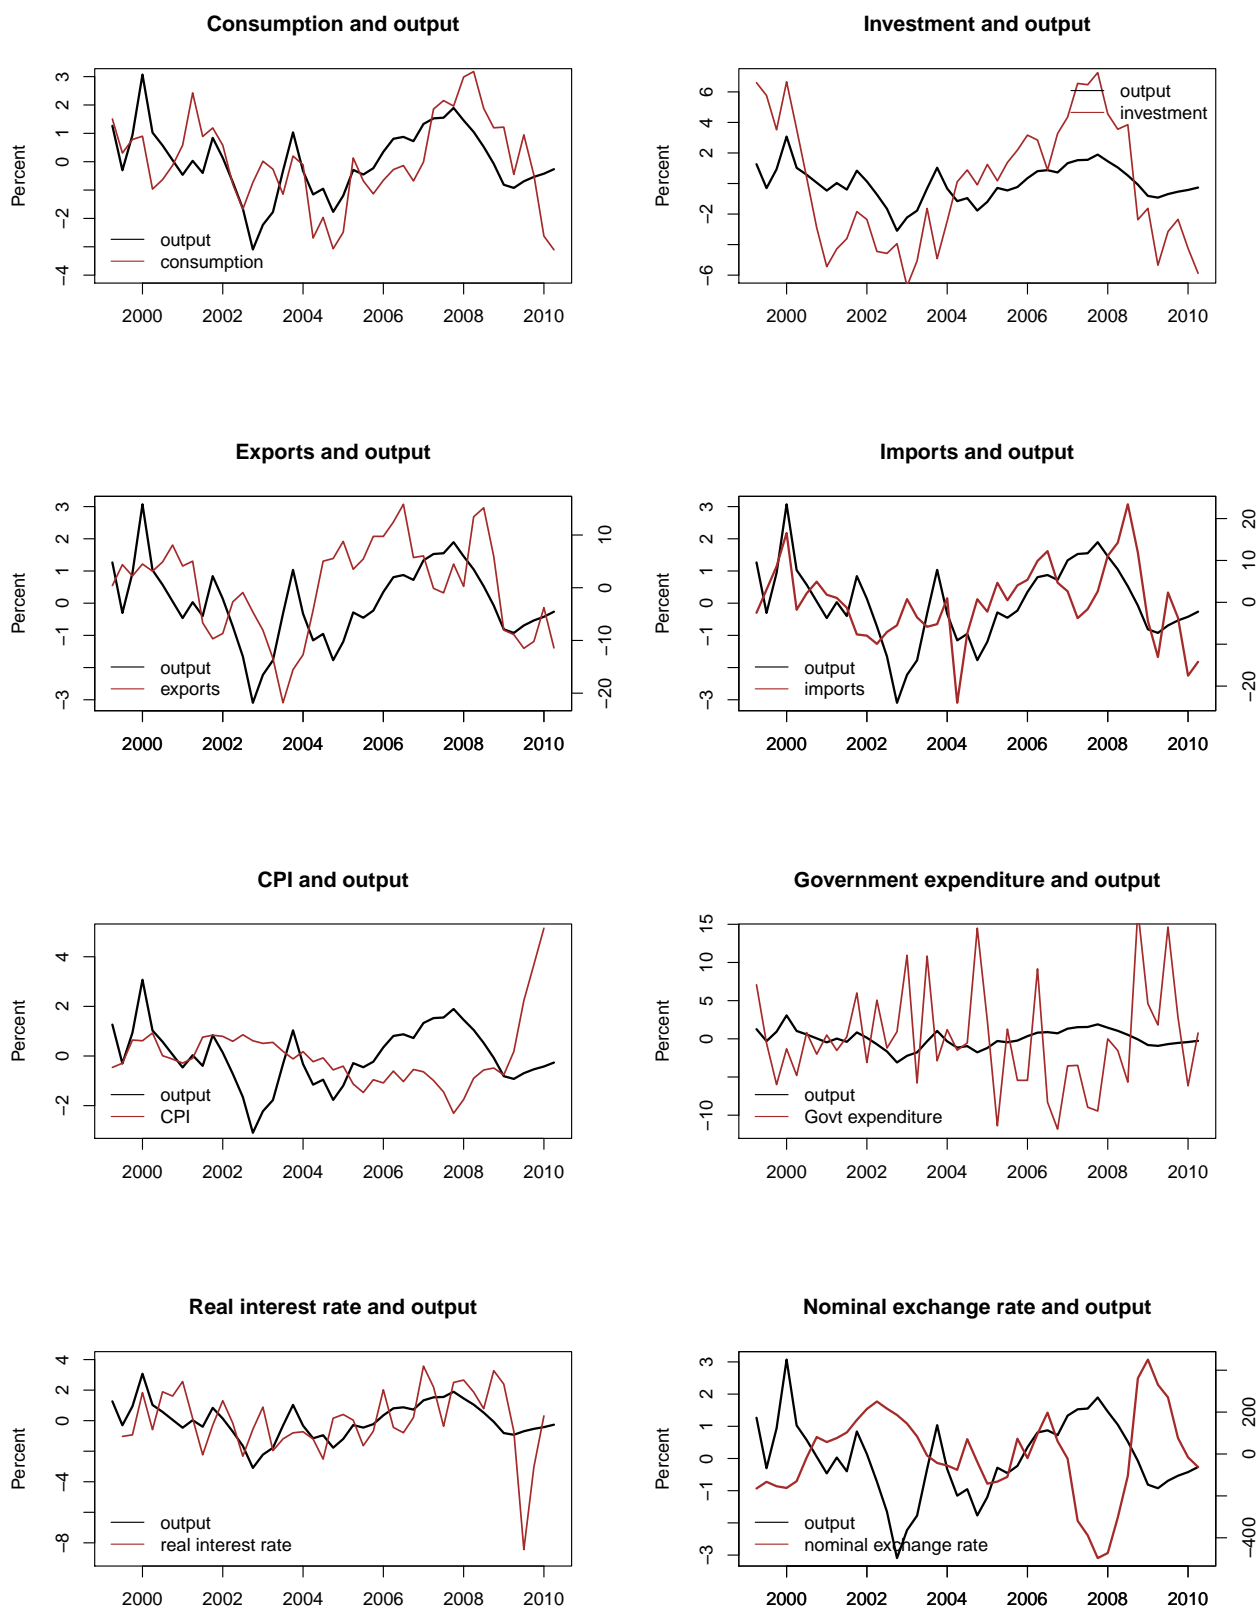 Consumption and output
Percent
3
2
1
0
−2
−4
output
consumption
2000 2002 2004 2006 2008 2010
Investment and output
Percent
6
4
2
−2
−6
output
investment
2000 2002 2004 2006 2008 2010
Exports and output
Percent
3
2
1
0
−1
−3
10
0
−10
−20
output
exports
2000 2002 2004 2006 2008 2010
Imports and output
Percent
3
2
1
0
−1
−3
20
10
0
−20
output
imports
2000 2002 2004 2006 2008 2010
CPI and output
Percent
4
2
0
−2
output
CPI
2000 2002 2004 2006 2008 2010
Government expenditure and output
Percent
15
10
5
0
−10
output
Govt expenditure
2000 2002 2004 2006 2008 2010
Real interest rate and output
Percent
4
2
0
−4
−8
output
real interest rate
2000 2002 2004 2006 2008 2010
Nominal exchange rate and output
Percent
3
2
1
0
−1
−3
200
0
−400
output
nominal exchange rate
2000 2002 2004 2006 2008 2010